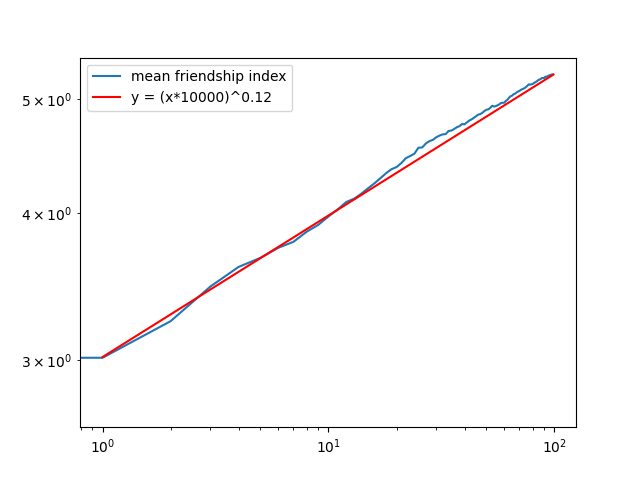 mean friendship index
y = (x*10000)^0.12
5 × 10⁰
4 × 10⁰
3 × 10⁰
10⁰
10¹
10²